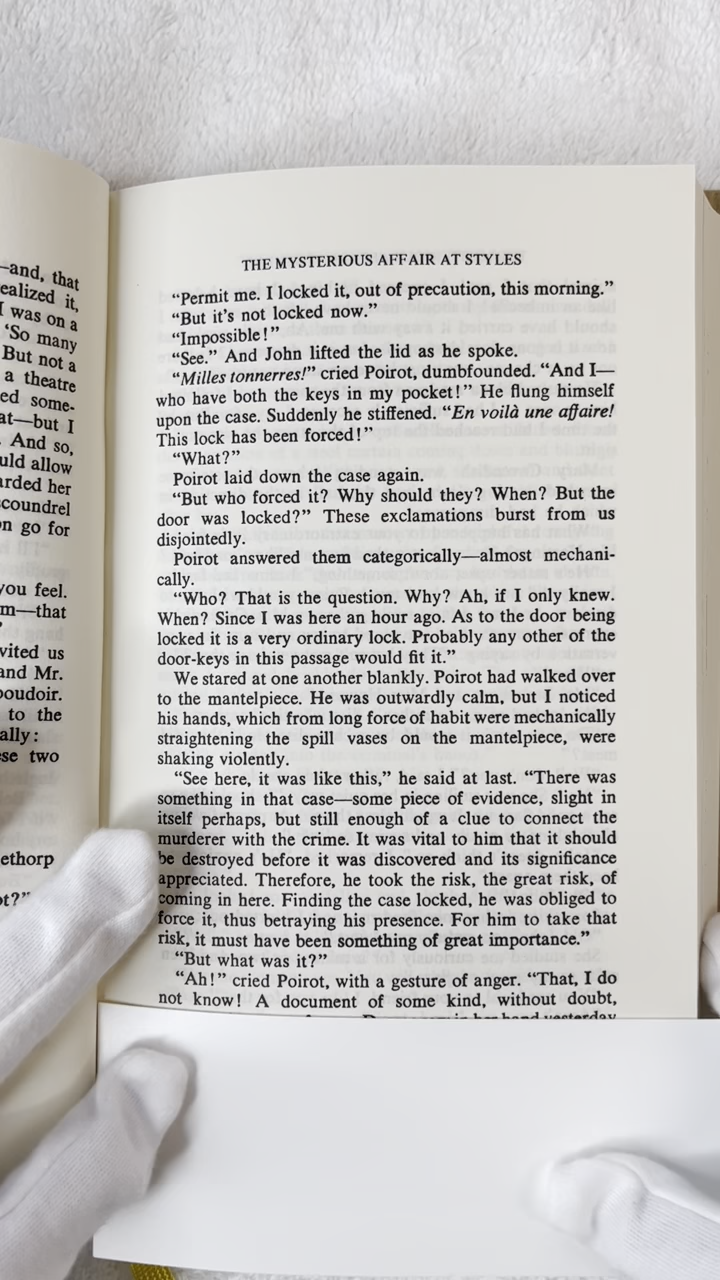 —and, that
ealized it,
I was on a
‘So many
But not a
a theatre
ed some-
at—but I
And so,
uld allow
arded her
coundrel
n go for
you feel.
m—that
vited us
and Mr.
boudoir.
to the
ally:
se two
ethorp
ot?”
THE MYSTERIOUS AFFAIR AT STYLES
“Permit me. I locked it, out of precaution, this morning.”
“But it’s not locked now.”
“Impossible!”
“See.” And John lifted the lid as he spoke.
“Milles tonnerres!” cried Poirot, dumbfounded. “And I—
who have both the keys in my pocket!” He flung himself
upon the case. Suddenly he stiffened. “En voilà une affaire!
This lock has been forced!”
“What?”
Poirot laid down the case again.
“But who forced it? Why should they? When? But the
door was locked?” These exclamations burst from us
disjointedly.
Poirot answered them categorically—almost mechani-
cally.
“Who? That is the question. Why? Ah, if I only knew.
When? Since I was here an hour ago. As to the door being
locked it is a very ordinary lock. Probably any other of the
door-keys in this passage would fit it.”
We stared at one another blankly. Poirot had walked over
to the mantelpiece. He was outwardly calm, but I noticed
his hands, which from long force of habit were mechanically
straightening the spill vases on the mantelpiece, were
shaking violently.
“See here, it was like this,” he said at last. “There was
something in that case—some piece of evidence, slight in
itself perhaps, but still enough of a clue to connect the
murderer with the crime. It was vital to him that it should
be destroyed before it was discovered and its significance
appreciated. Therefore, he took the risk, the great risk, of
coming in here. Finding the case locked, he was obliged to
force it, thus betraying his presence. For him to take that
risk, it must have been something of great importance.”
“But what was it?”
“Ah!” cried Poirot, with a gesture of anger. “That, I do
not know! A document of some kind, without doubt,
in her hand yesterday